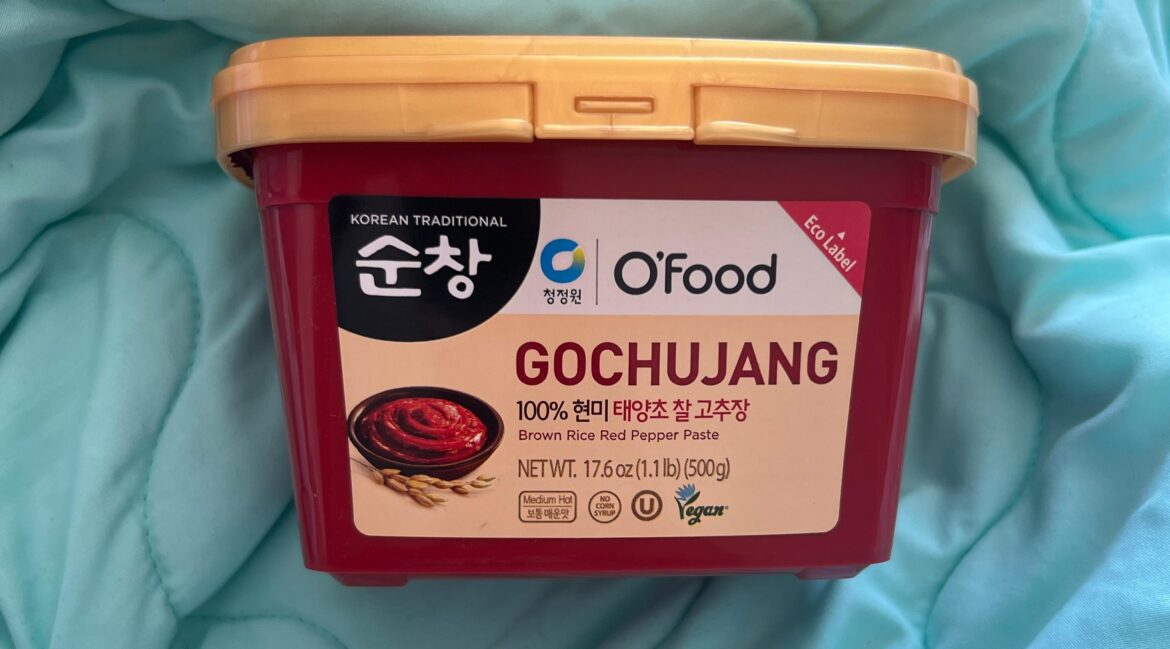 KOREAN TRADITIONAL
순창
청정원
O'Food
Eco Label
GOCHUJANG
100% 현미 태양초 찰 고추장
Brown Rice Red Pepper Paste
NET WT. 17.6 oz (1.1 lb) (500g)
Medium Hot
보통 매운맛
NO
CORN
SYRUP
U
Vegan